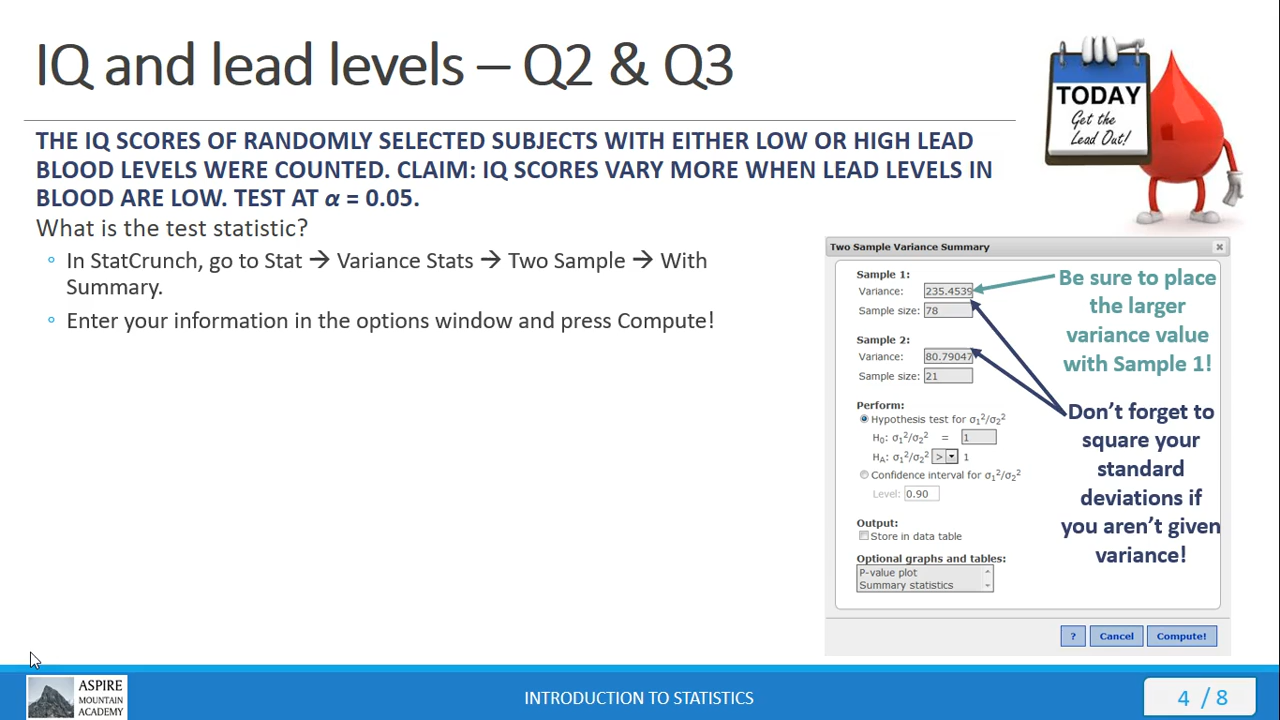 IQ and lead levels – Q2 & Q3
TODAY
Get the
Lead Out!
THE IQ SCORES OF RANDOMLY SELECTED SUBJECTS WITH EITHER LOW OR HIGH LEAD
BLOOD LEVELS WERE COUNTED. CLAIM: IQ SCORES VARY MORE WHEN LEAD LEVELS IN
BLOOD ARE LOW. TEST AT α = 0.05.
What is the test statistic?
◦ In StatCrunch, go to Stat → Variance Stats → Two Sample → With
Summary.
◦ Enter your information in the options window and press Compute!
Two Sample Variance Summary
Sample 1:
Variance: 235.4539
Sample size: 78
Sample 2:
Variance: 80.79047
Sample size: 21
Perform:
Hypothesis test for σ₁²/σ₂²
H₀: σ₁²/σ₂² = 1
H_A: σ₁²/σ₂² > 1
Confidence interval for σ₁²/σ₂²
Level: 0.90
Output:
Store in data table
Optional graphs and tables:
P-value plot
Summary statistics
? Cancel Compute!
Be sure to place
the larger
variance value
with Sample 1!
Don't forget to
square your
standard
deviations if
you aren't given
variance!
ASPIRE
MOUNTAIN
ACADEMY
INTRODUCTION TO STATISTICS
4 / 8